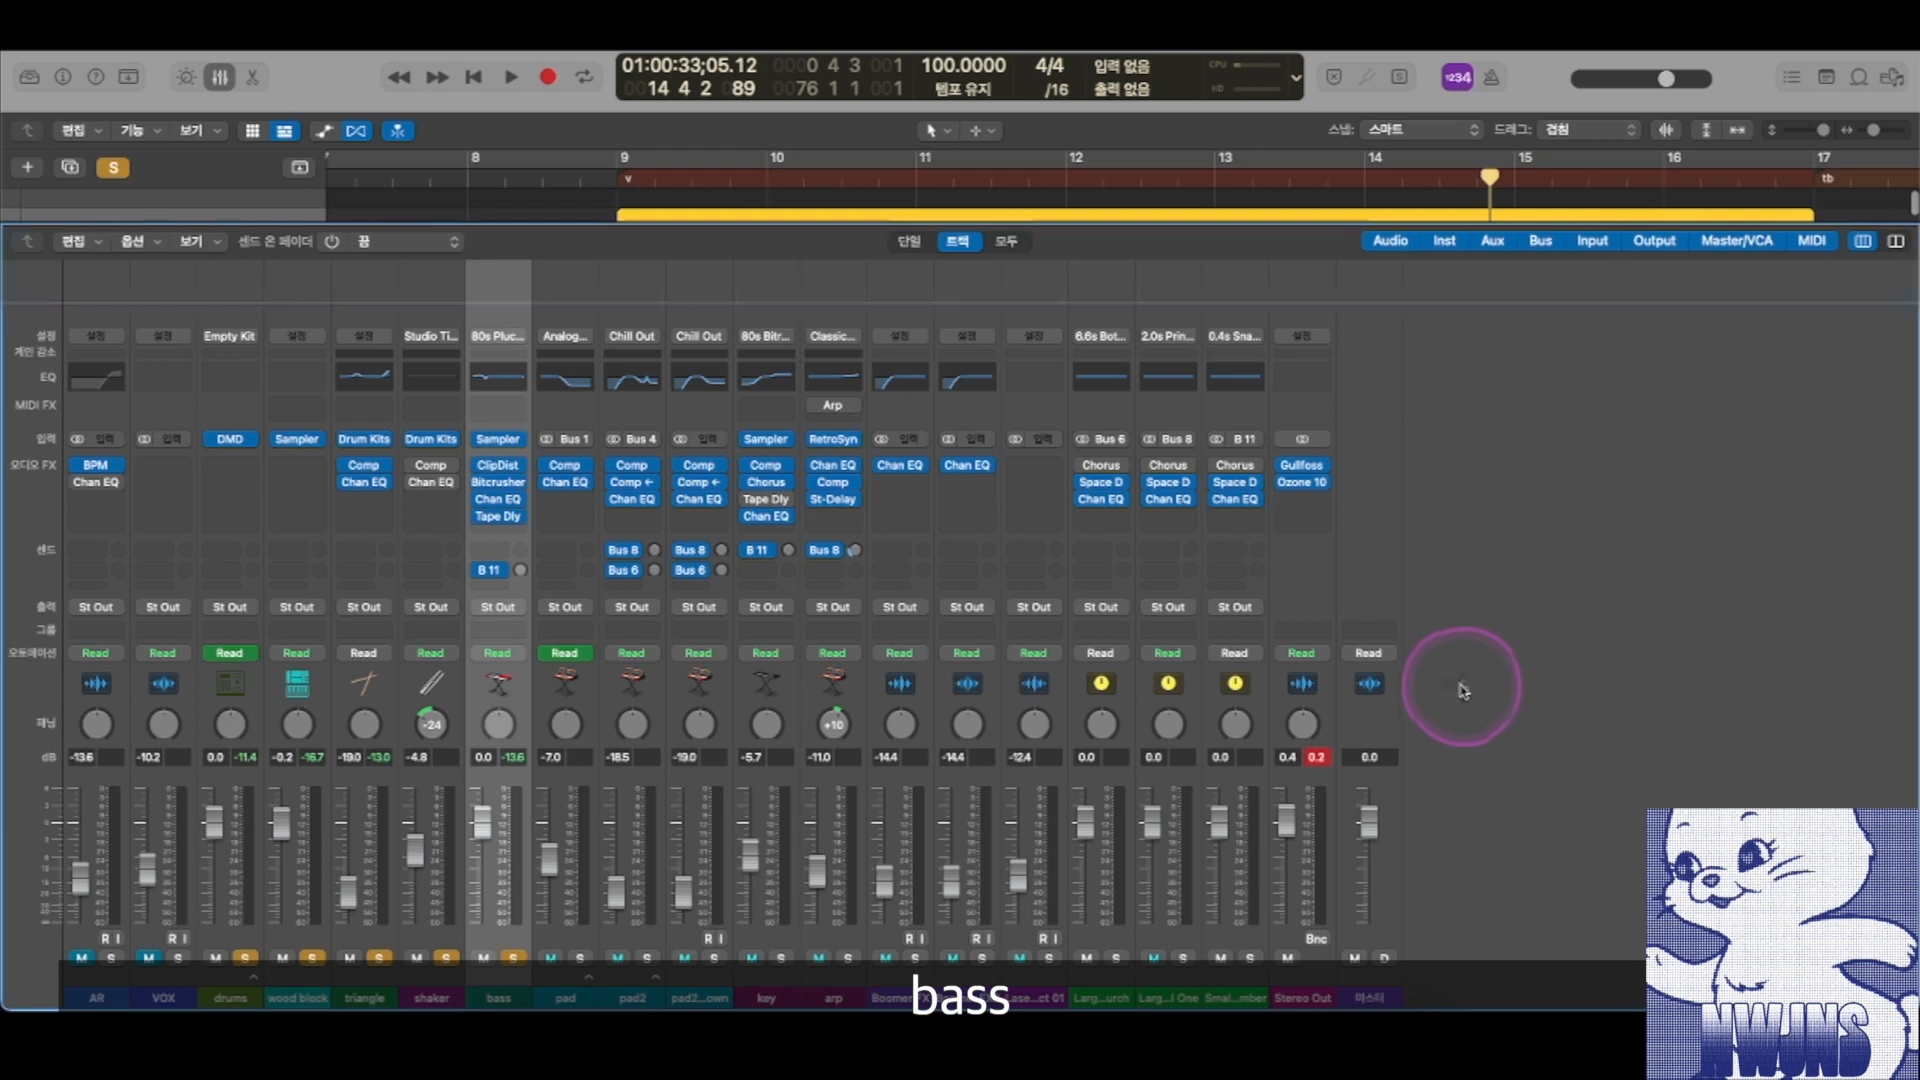 01:00:33;05.12 0000 4 3 001 100.0000 4/4 입력 없음 CPU
0014 4 2 089 0076 1 1 001 템포 유지 /16 출력 없음 HD
1234
편집 기능 보기 스냅: 스마트 드래그: 겹침
S 8 9 10 11 12 13 14 15 16 17
v tb
편집 옵션 보기 센드 온 페이더 끔 단일 트랙 모두 Audio Inst Aux Bus Input Output Master/VCA MIDI
설정 설정 설정 Empty Kit 설정 설정 Studio Ti... 80s Pluc... Analog... Chill Out Chill Out 80s Bitr... Classic... 설정 설정 설정 6.6s Bot... 2.0s Prin... 0.4s Sna... 설정
게인 감소
EQ
MIDI FX Arp
입력 입력 입력 DMD Sampler Drum Kits Drum Kits Sampler Bus 1 Bus 4 입력 Sampler RetroSyn 입력 입력 입력 Bus 6 Bus 8 B 11
오디오 FX BPM Comp Comp ClipDist Comp Comp Comp Comp Chan EQ Chan EQ Chan EQ Chorus Chorus Chorus Gullfoss
Chan EQ Chan EQ Chan EQ Bitcrusher Chan EQ Comp ← Comp ← Chorus Comp Space D Space D Space D Ozone 10
Chan EQ Chan EQ Chan EQ Tape Dly St-Delay Chan EQ Chan EQ Chan EQ
Tape Dly Chan EQ
센드 Bus 8 Bus 8 B 11 Bus 8
B 11 Bus 6 Bus 6
출력 St Out St Out St Out St Out St Out St Out St Out St Out St Out St Out St Out St Out St Out St Out St Out St Out St Out St Out
그룹
오토메이션 Read Read Read Read Read Read Read Read Read Read Read Read Read Read Read Read Read Read Read Read
패닝 -24 +10
dB -13.6 -10.2 0.0 -11.4 -0.2 -16.7 -19.0 -13.0 -4.8 0.0 -13.6 -7.0 -18.5 -19.0 -5.7 -11.0 -14.4 -14.4 -12.4 0.0 0.0 0.0 0.4 0.2 0.0
R I R I R I R I R I R I Bnc
M S M S M S M S M S M S M S M S M S M S M S M S M S M S M S M S M S M S M M D
AR VOX drums wood block triangle shaker bass pad pad2 pad2...own key arp Larg...urch Larg...l One Smal...mber Stereo Out 마스터
bass
NWJNS